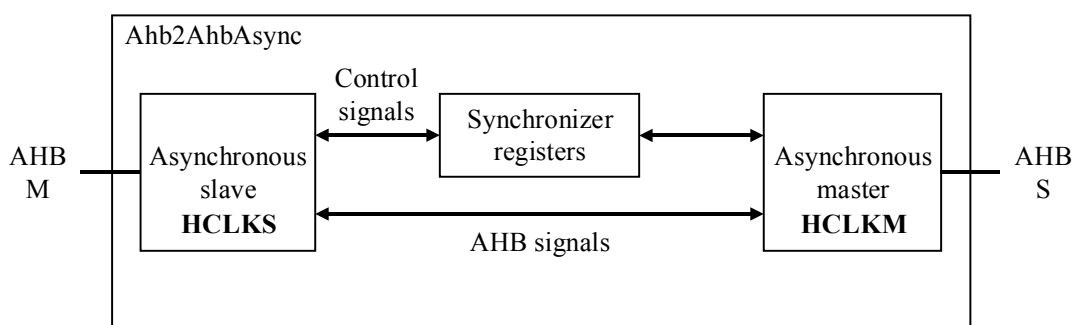 Ahb2AhbAsync
Control
signals
Synchronizer
registers
AHB
M
Asynchronous
slave
HCLKS
Asynchronous
master
HCLKM
AHB
S
AHB signals